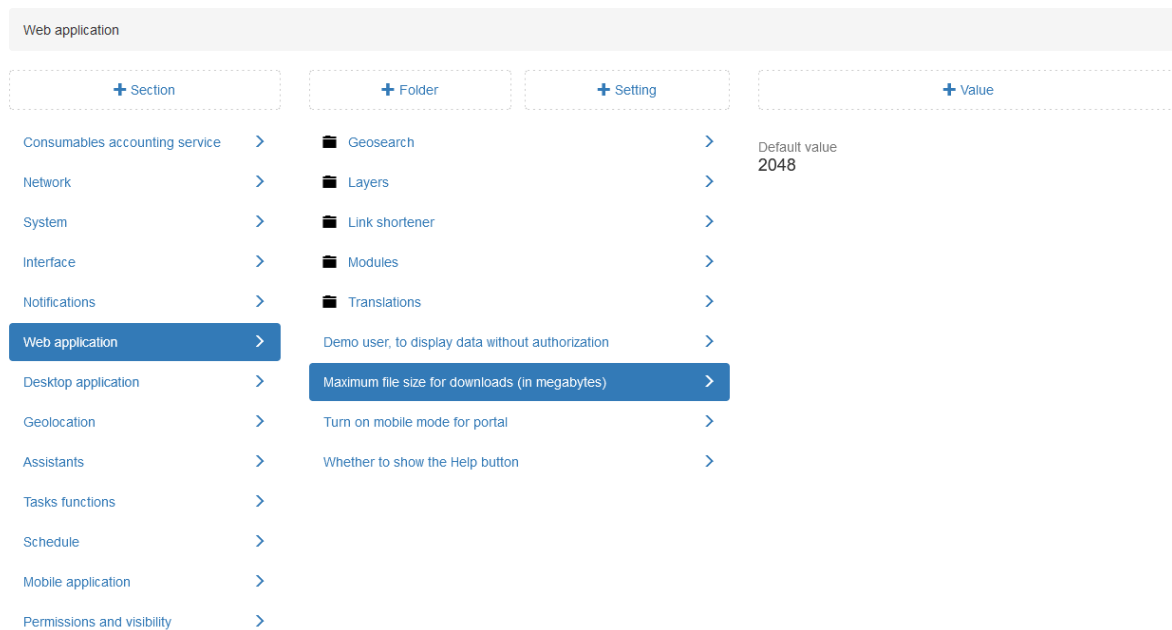 Web application
Section
Folder
Setting
Value
Consumables accounting service
Network
System
Interface
Notifications
Web application
Desktop application
Geolocation
Assistants
Tasks functions
Schedule
Mobile application
Permissions and visibility
Geosearch
Layers
Link shortener
Modules
Translations
Demo user, to display data without authorization
Maximum file size for downloads (in megabytes)
Turn on mobile mode for portal
Whether to show the Help button
Default value
2048